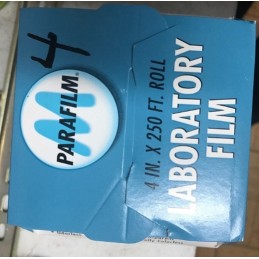 4
PARAFILM®
M
4 IN. X 250 FT. ROLL
LABORATORY
FILM